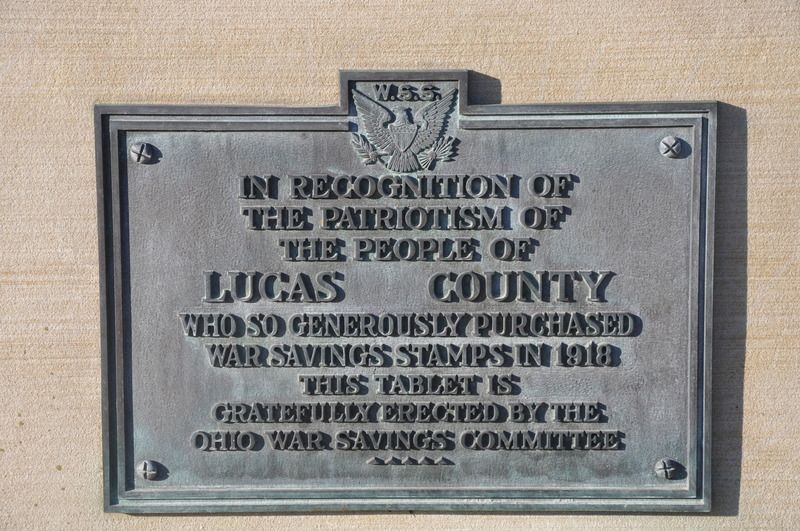 W.S.S.
IN RECOGNITION OF
THE PATRIOTISM OF
THE PEOPLE OF
LUCAS COUNTY
WHO SO GENEROUSLY PURCHASED
WAR SAVINGS STAMPS IN 1918
THIS TABLET IS
GRATEFULLY ERECTED BY THE
OHIO WAR SAVINGS COMMITTEE